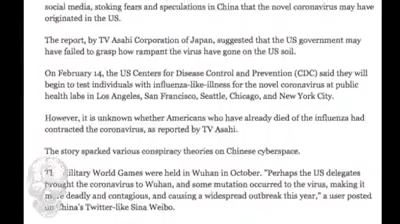 social media, stoking fears and speculations in China that the novel coronavirus may have
originated in the US.
The report, by TV Asahi Corporation of Japan, suggested that the US government may
have failed to grasp how rampant the virus have gone on the US soil.
On February 14, the US Centers for Disease Control and Prevention (CDC) said they will
begin to test individuals with influenza-like-illness for the novel coronavirus at public
health labs in Los Angeles, San Francisco, Seattle, Chicago, and New York City.
However, it is unknown whether Americans who have already died of the influenza had
contracted the coronavirus, as reported by TV Asahi.
The story sparked various conspiracy theories on Chinese cyberspace.
Military World Games were held in Wuhan in October. "Perhaps the US delegates
brought the coronavirus to Wuhan, and some mutation occurred to the virus, making it
more deadly and contagious, and causing a widespread outbreak this year," a user posted
on China's Twitter-like Sina Weibo.